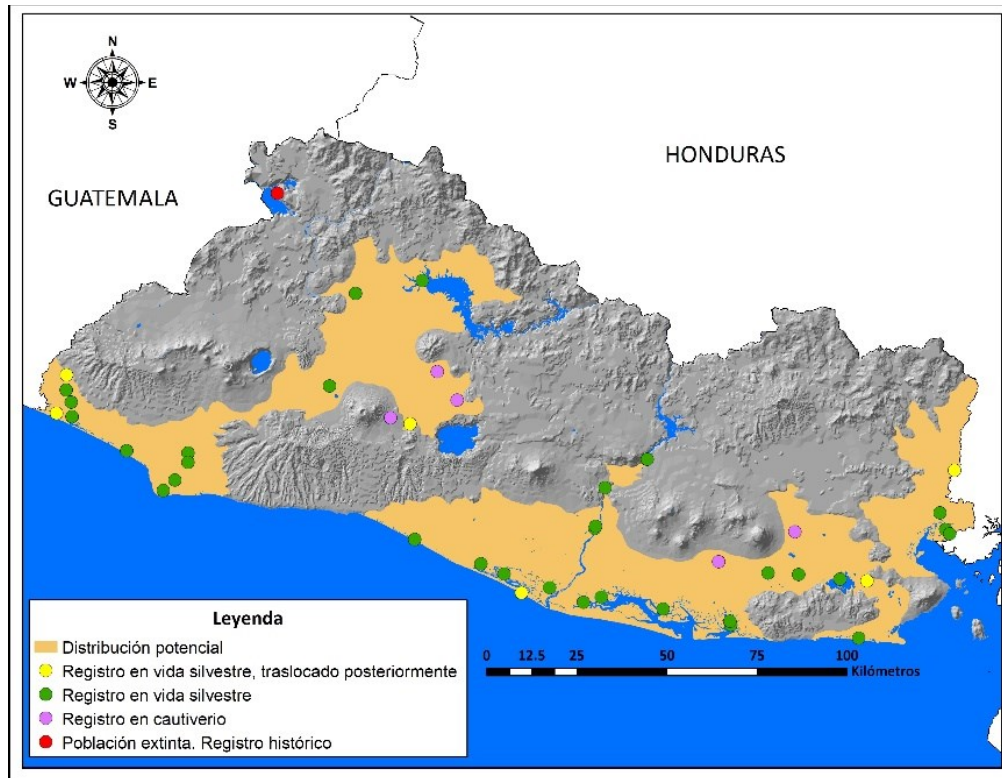 N
W E
S
HONDURAS
GUATEMALA
Leyenda
Distribución potencial
Registro en vida silvestre, traslocado posteriormente
Registro en vida silvestre
Registro en cautiverio
Población extinta. Registro histórico
0 12.5 25 50 75 100
Kilómetros